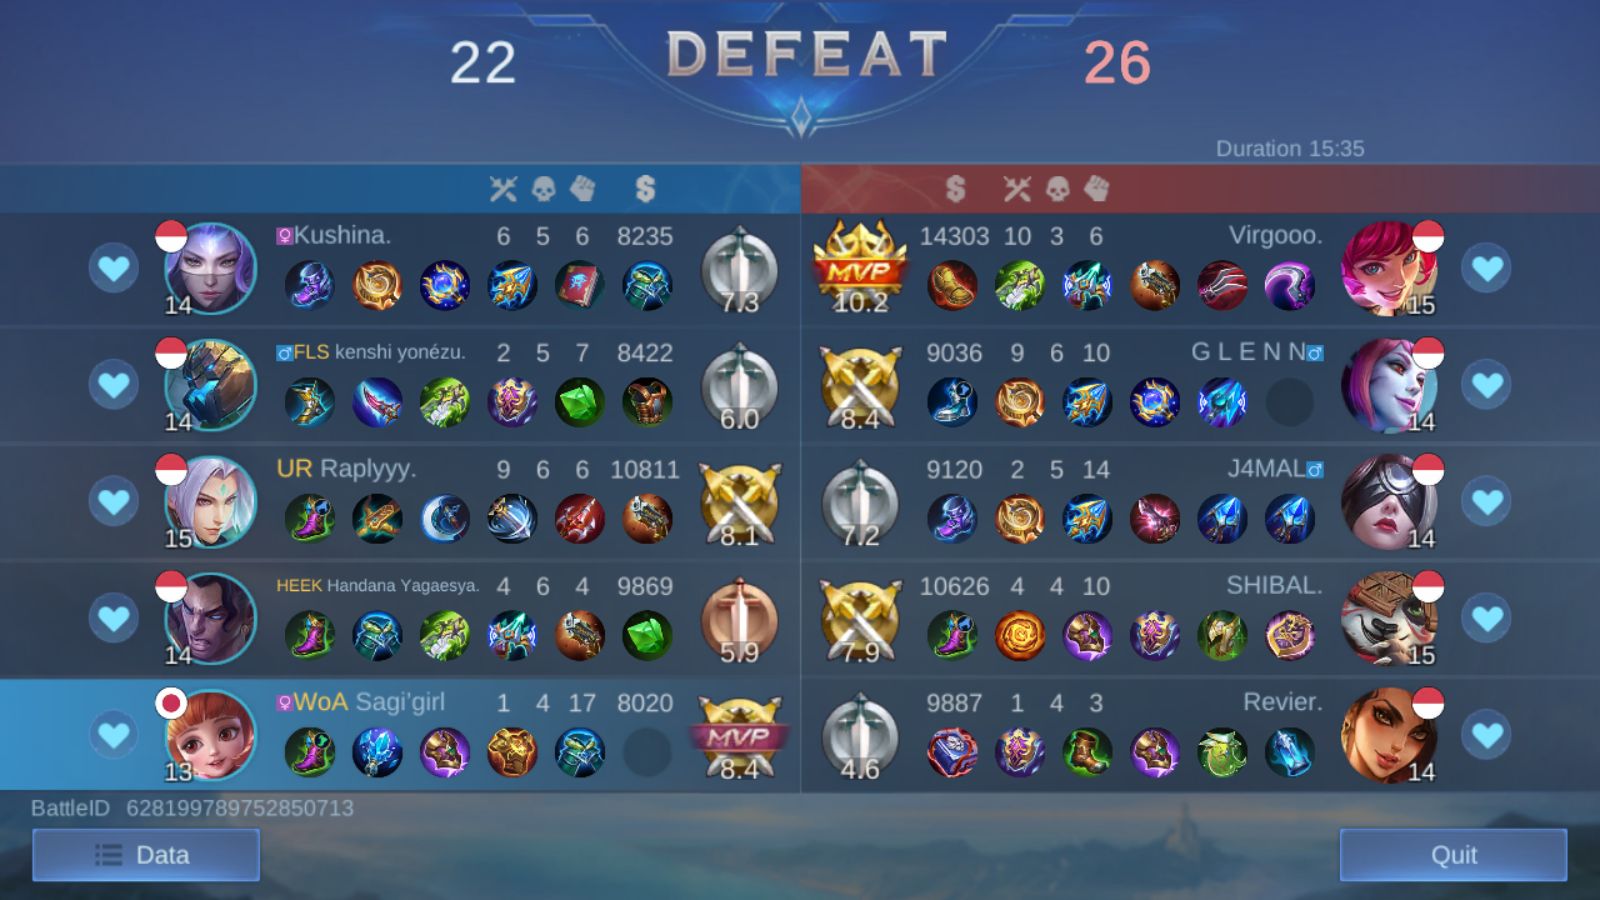 22 DEFEAT 26
Duration 15:35
Kushina. 6 5 6 8235
14 7.3
14303 10 3 6 Virgooo.
MVP 10.2 15
FLS kenshi yonézu. 2 5 7 8422
14 6.0
9036 9 6 10 G L E N N
8.4 14
UR Raplyyy. 9 6 6 10811
15 8.1
9120 2 5 14 J4MAL
7.2 14
HEEK Handana Yagaesya. 4 6 4 9869
14 5.9
10626 4 4 10 SHIBAL.
7.9 15
WoA Sagi'girl 1 4 17 8020
13 MVP 8.4
9887 1 4 3 Revier.
4.6 14
BattleID 628199789752850713
Data
Quit